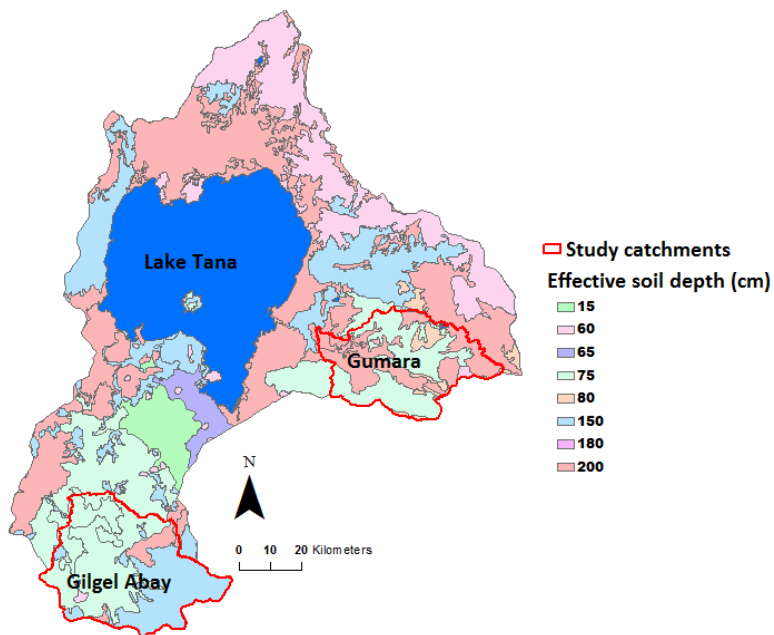 Lake Tana
Gumara
Gilgel Abay
N
0 10 20 Kilometers
Study catchments
Effective soil depth (cm)
15
60
65
75
80
150
180
200